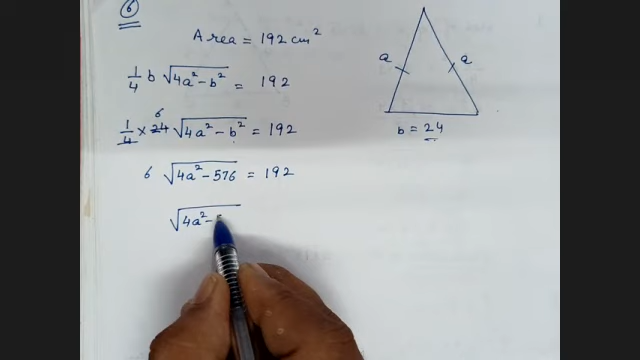 6
Area = 192 cm²
1/4 b √(4a² - b²) = 192
1/4 × 24 6 √(4a² - b²) = 192
6 √(4a² - 576) = 192
√(4a² -
a a
b = 24